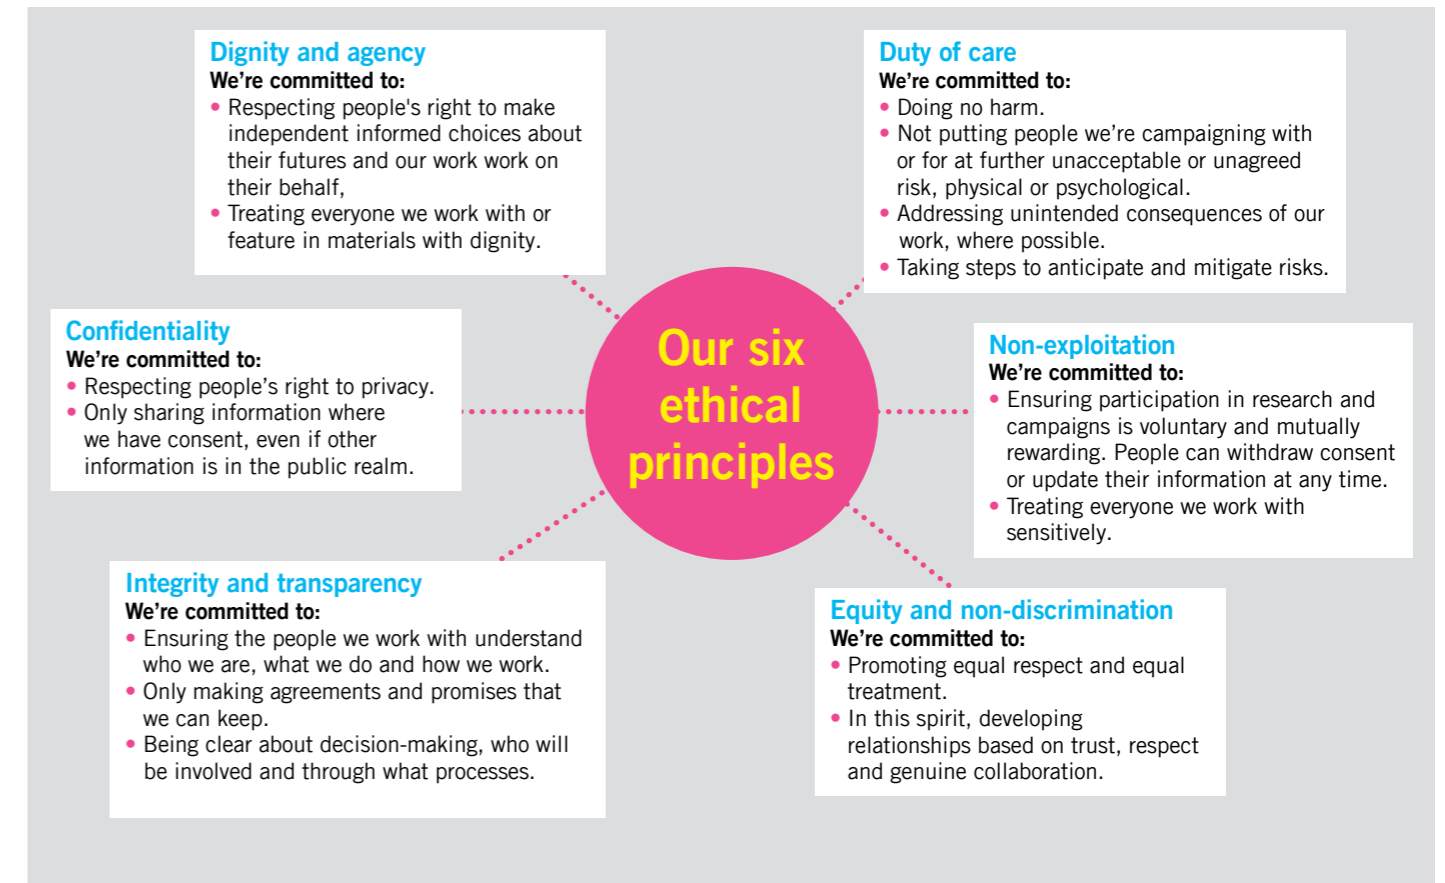 Dignity and agency
We're committed to:
• Respecting people's right to make
independent informed choices about
their futures and our work work on
their behalf,
• Treating everyone we work with or
feature in materials with dignity.
Duty of care
We’re committed to:
• Doing no harm.
• Not putting people we’re campaigning with
or for at further unacceptable or unagreed
risk, physical or psychological.
• Addressing unintended consequences of our
work, where possible.
• Taking steps to anticipate and mitigate risks.
Confidentiality
We’re committed to:
• Respecting people’s right to privacy.
• Only sharing information where
we have consent, even if other
information is in the public realm.
Our six
ethical
principles
Non-exploitation
We’re committed to:
• Ensuring participation in research and
campaigns is voluntary and mutually
rewarding. People can withdraw consent
or update their information at any time.
• Treating everyone we work with
sensitively.
Integrity and transparency
We’re committed to:
• Ensuring the people we work with understand
who we are, what we do and how we work.
• Only making agreements and promises that
we can keep.
• Being clear about decision-making, who will
be involved and through what processes.
Equity and non-discrimination
We’re committed to:
• Promoting equal respect and equal
treatment.
• In this spirit, developing
relationships based on trust, respect
and genuine collaboration.